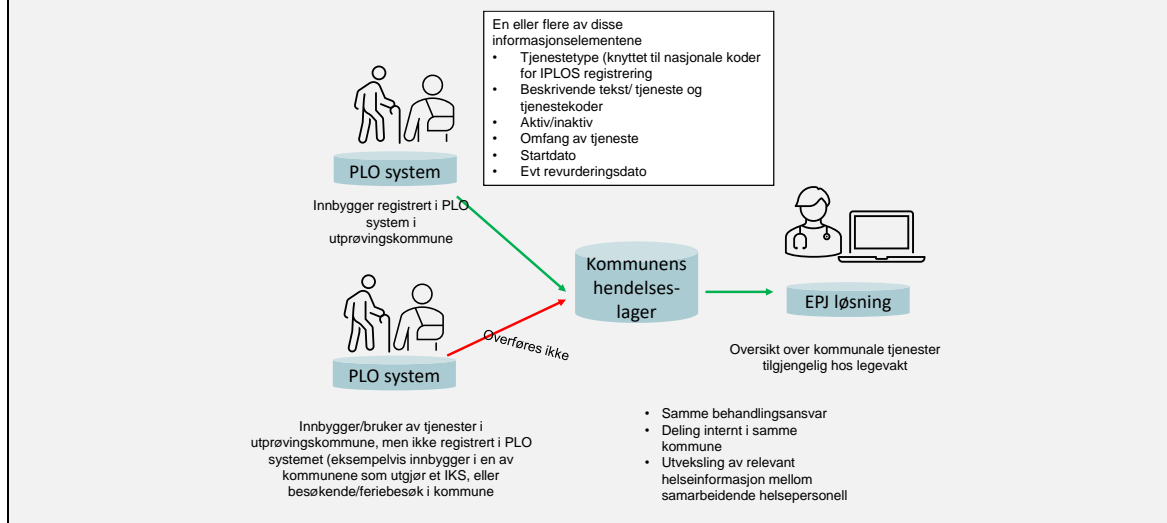 En eller flere av disse
informasjonselementene
• Tjenestetype (knyttet til nasjonale koder
for IPLOS registrering
• Beskrivende tekst/ tjeneste og
tjenestekoder
• Aktiv/inaktiv
• Omfang av tjeneste
• Startdato
• Evt revurderingsdato
PLO system
Innbygger registrert i PLO
system i
utprøvingskommune
Kommunens
hendelses-
lager
EPJ løsning
Oversikt over kommunale tjenester
tilgjengelig hos legevakt
Overføres ikke
PLO system
Innbygger/bruker av tjenester i
utprøvingskommune, men ikke registrert i PLO
systemet (eksempelvis innbygger i en av
kommunene som utgjør et IKS, eller
besøkende/feriebesøk i kommune
• Samme behandlingsansvar
• Deling internt i samme
kommune
• Utveksling av relevant
helseinformasjon mellom
samarbeidende helsepersonell